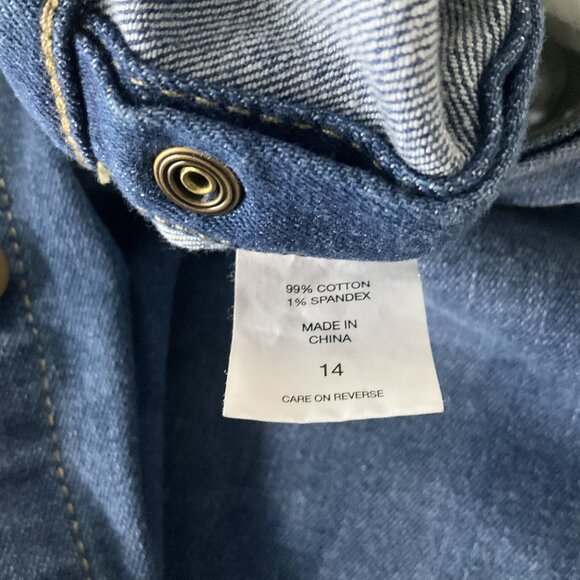 99% COTTON
1% SPANDEX
MADE IN
CHINA
14
CARE ON REVERSE